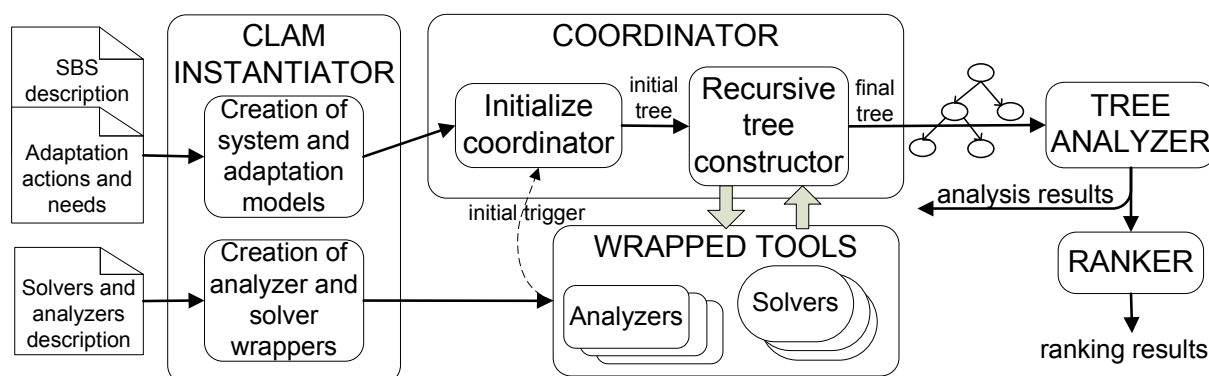 SBS
description
Adaptation
actions and
needs
Solvers and
analyzers
description
CLAM
INSTANTIATOR
Creation of
system and
adaptation
models
Creation of
analyzer and
solver
wrappers
COORDINATOR
Initialize
coordinator
initial
tree
Recursive
tree
constructor
final
tree
initial trigger
WRAPPED TOOLS
Analyzers
Solvers
TREE
ANALYZER
analysis results
RANKER
ranking results